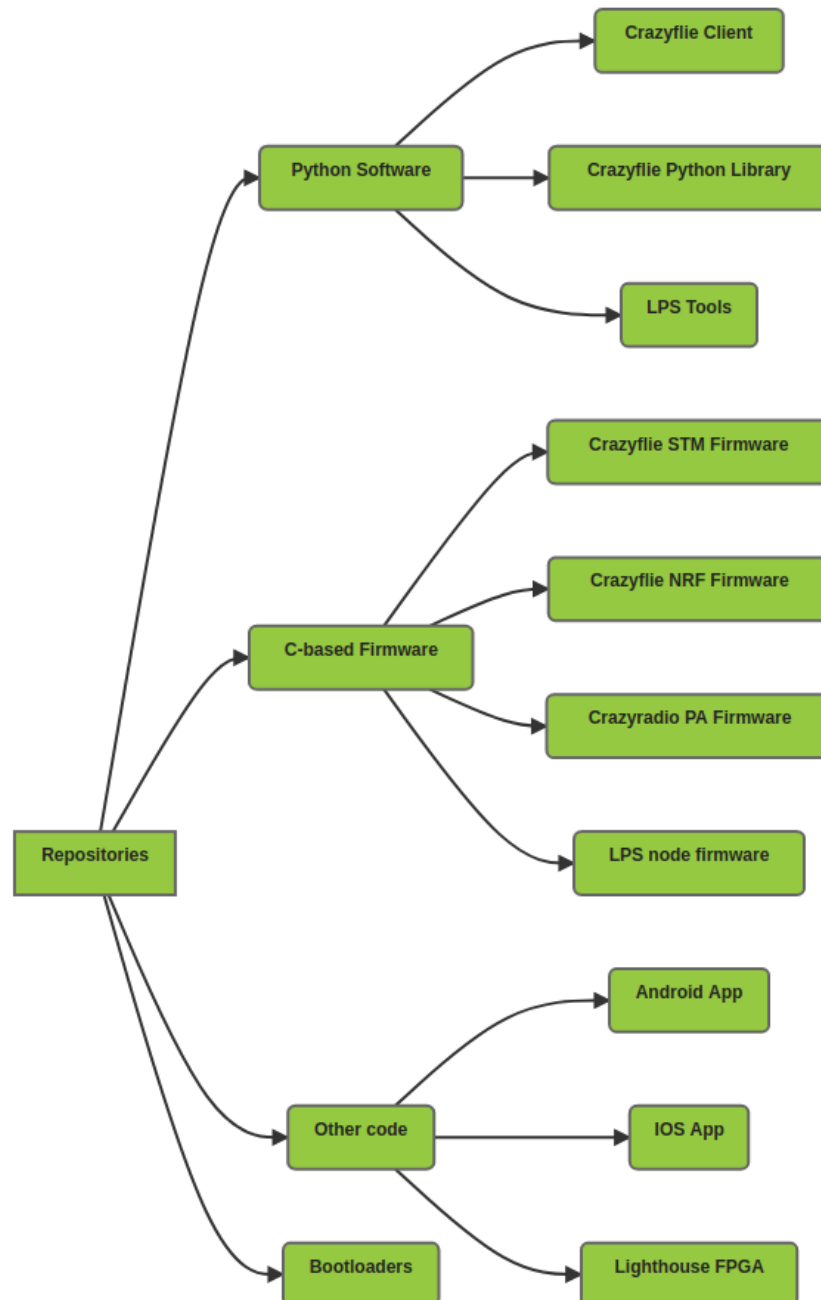 Crazyflie Client
Python Software
Crazyflie Python Library
LPS Tools
Crazyflie STM Firmware
Crazyflie NRF Firmware
C-based Firmware
Crazyradio PA Firmware
Repositories
LPS node firmware
Android App
Other code
IOS App
Bootloaders
Lighthouse FPGA